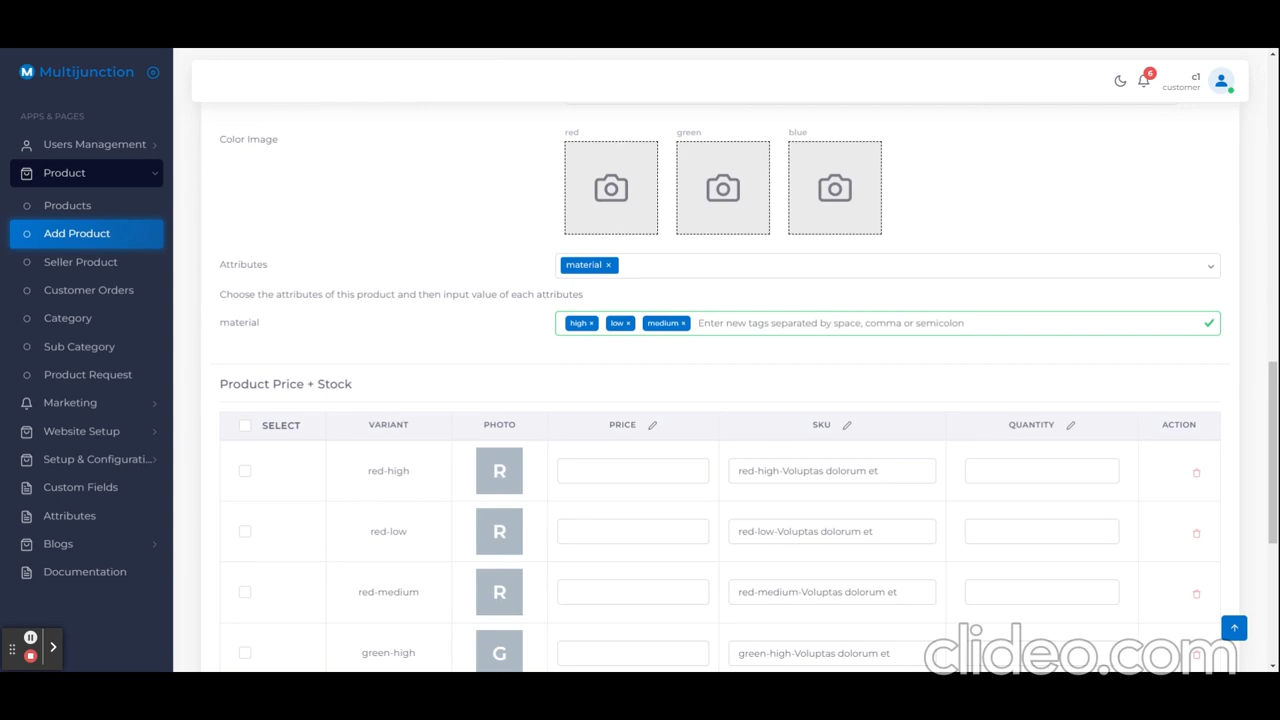 Multijunction
6
c1
customer
APPS & PAGES
Users Management
Product
Products
Add Product
Seller Product
Customer Orders
Category
Sub Category
Product Request
Marketing
Website Setup
Setup & Configurati...
Custom Fields
Attributes
Blogs
Documentation
Color Image
red green blue
Attributes
material ×
Choose the attributes of this product and then input value of each attributes
material
high × low × medium × Enter new tags separated by space, comma or semicolon
Product Price + Stock
SELECT VARIANT PHOTO PRICE SKU QUANTITY ACTION
red-high R red-high-Voluptas dolorum et
red-low R red-low-Voluptas dolorum et
red-medium R red-medium-Voluptas dolorum et
green-high G green-high-Voluptas dolorum et
clideo.com